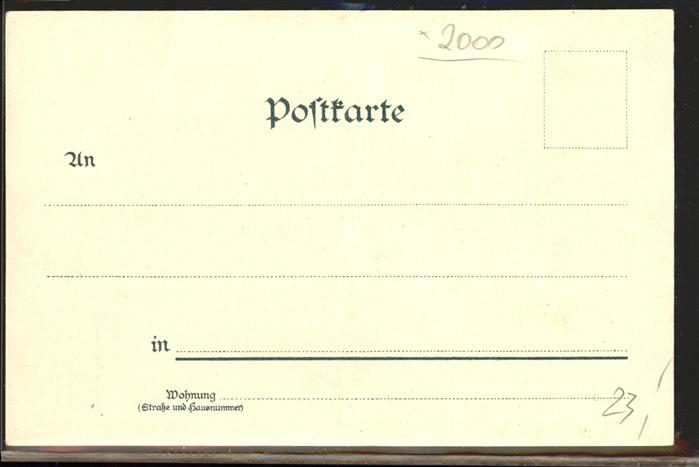 × 2000
Poſtkarte
An
in
Wohnung
(Straße und Hausnummer)
23,